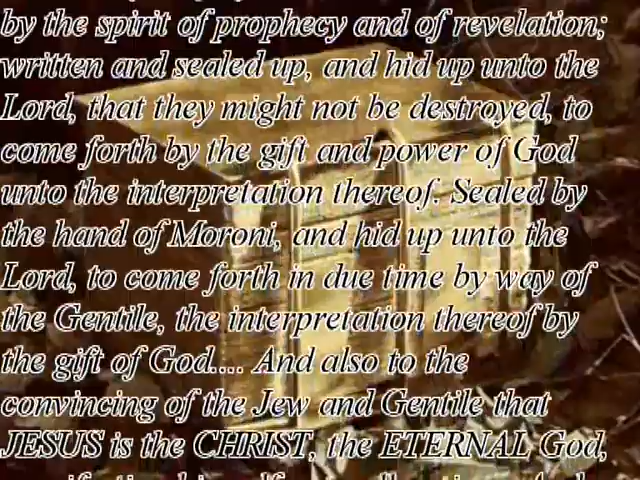 by the spirit of prophecy and of revelation;
written and sealed up, and hid up unto the
Lord, that they might not be destroyed, to
come forth by the gift and power of God
unto the interpretation thereof. Sealed by
the hand of Moroni, and hid up unto the
Lord, to come forth in due time by way of
the Gentile, the interpretation thereof by
the gift of God.... And also to the
convincing of the Jew and Gentile that
JESUS is the CHRIST, the ETERNAL God,